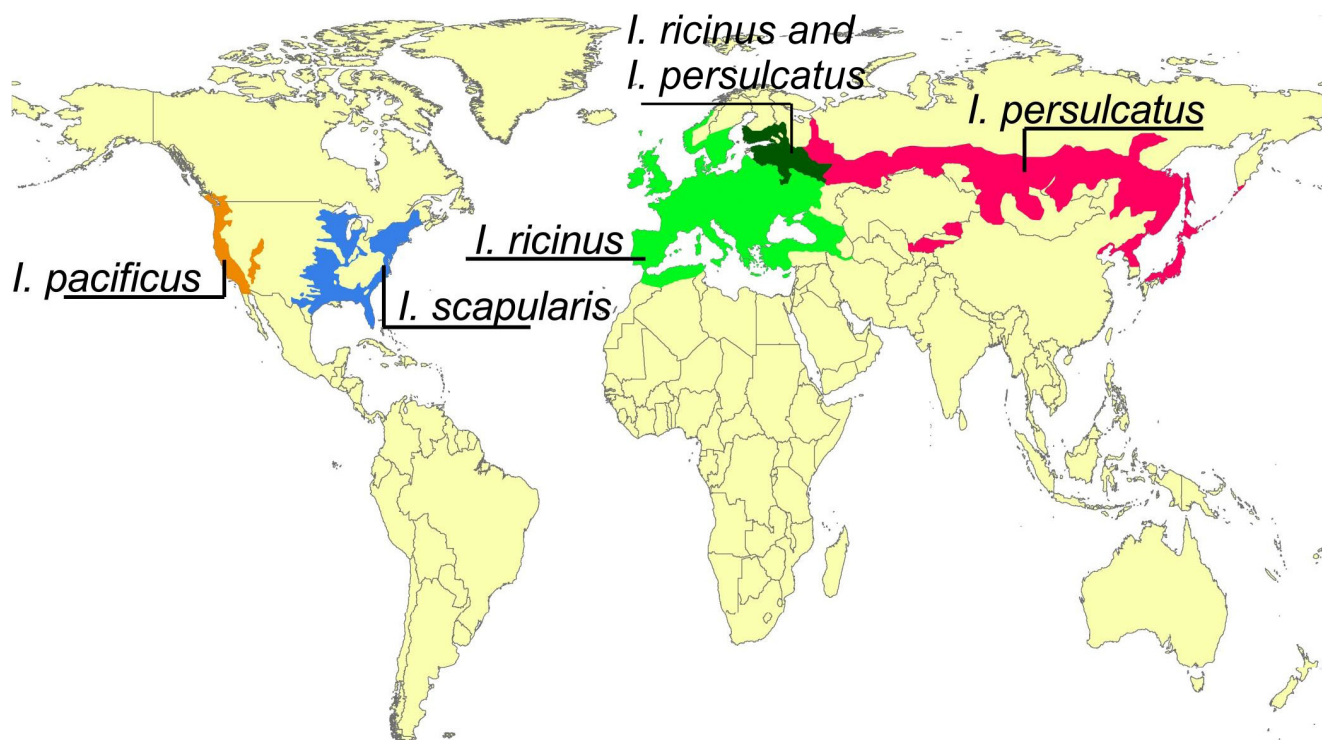 I. ricinus and
I. persulcatus
I. persulcatus
I. ricinus
I. pacificus
I. scapularis